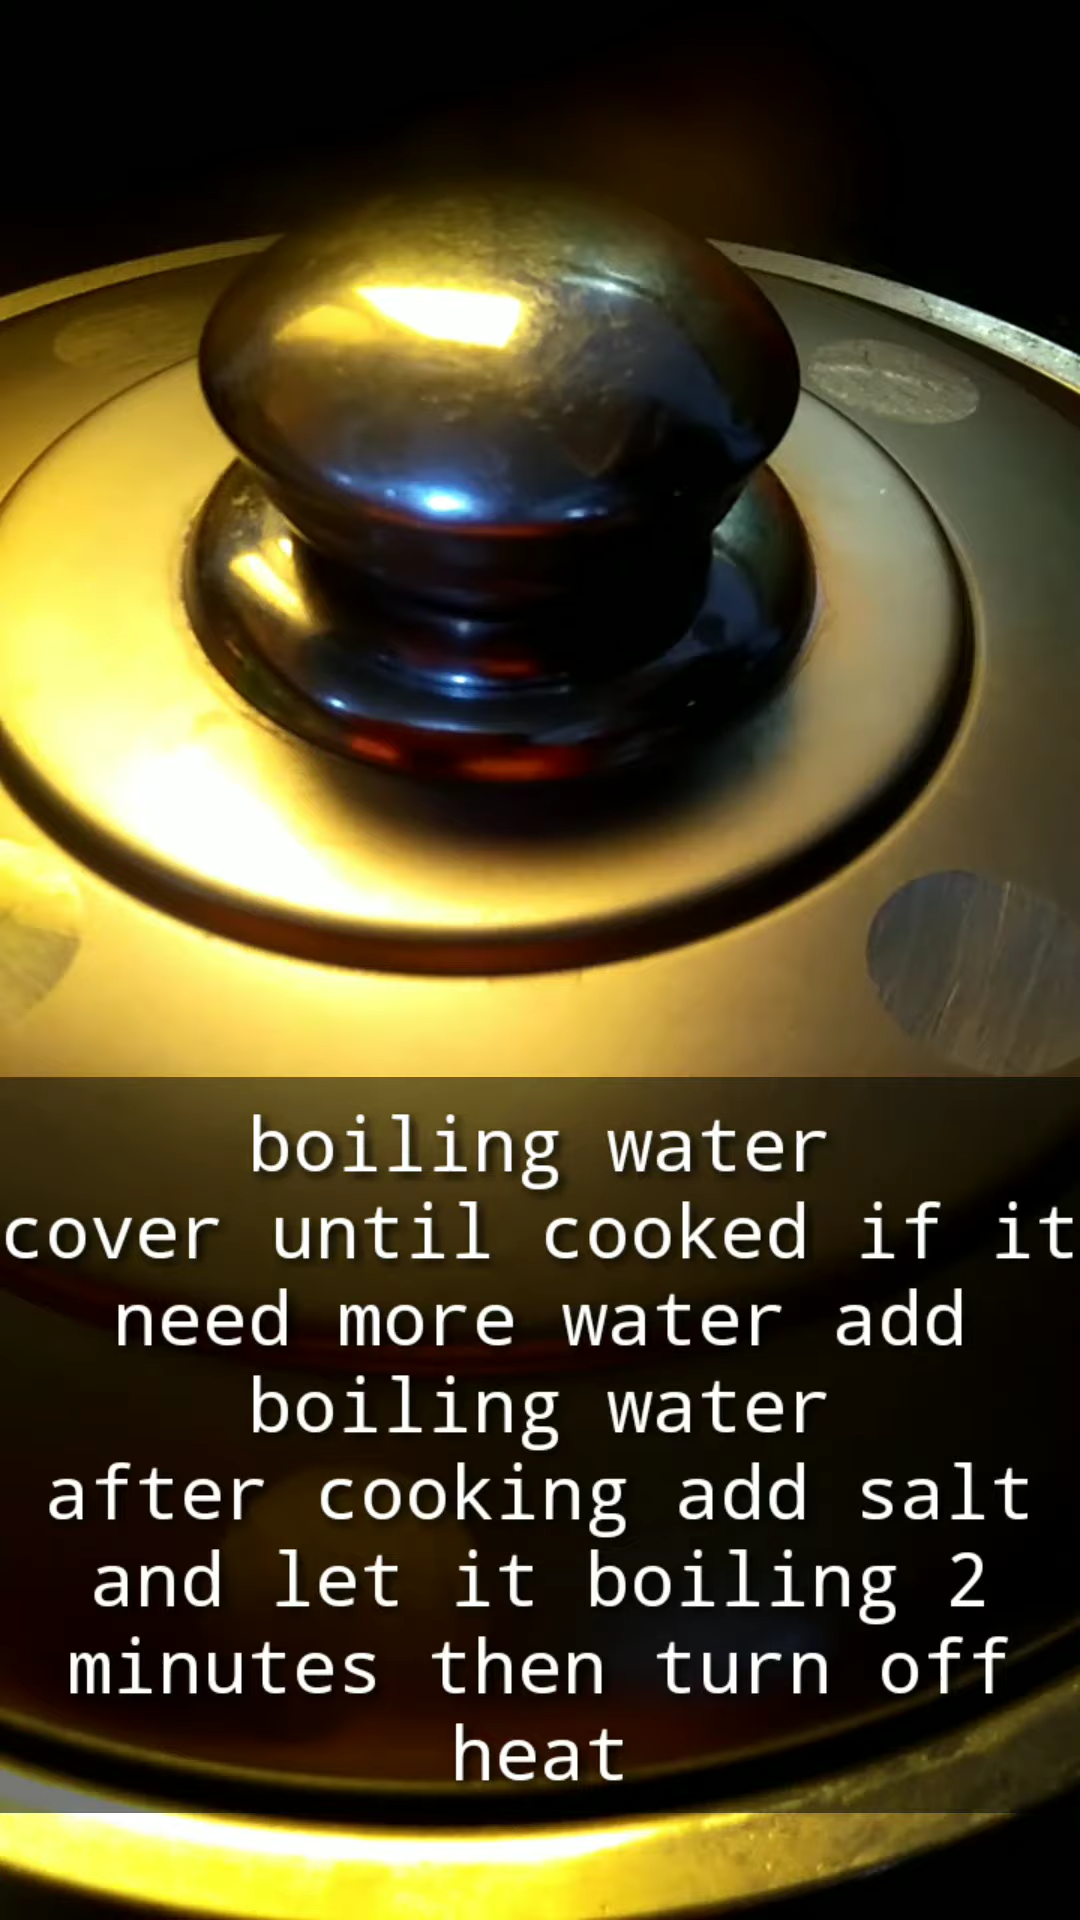 boiling water
cover until cooked if it
need more water add
boiling water
after cooking add salt
and let it boiling 2
minutes then turn off
heat